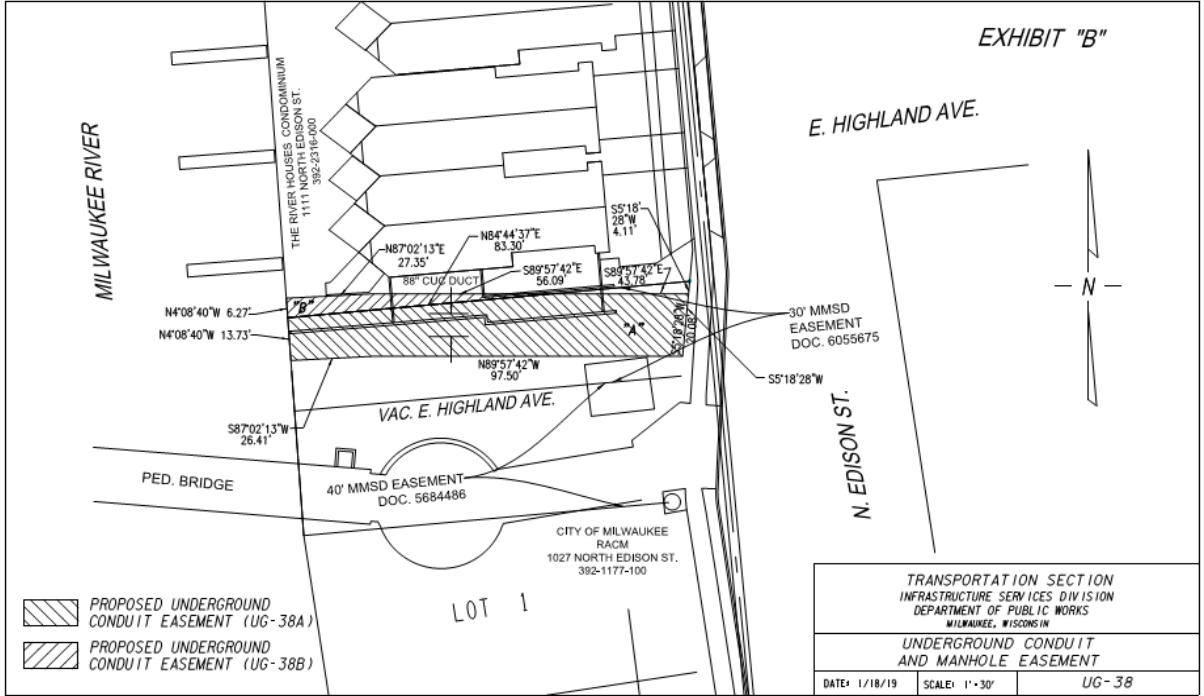 EXHIBIT "B"
E. HIGHLAND AVE.
MILWAUKEE RIVER
THE RIVER HOUSES CONDOMINIUM
1111 NORTH EDISON ST.
392-2316-000
S5°18'
28"W
4.11'
N87°02'13"E
27.35'
N84°44'37"E
83.30'
88" CUC DUCT
S89°57'42"E
56.09'
S89°57'42"E
43.78'
N4°08'40"W 6.27'
"B"
N4°08'40"W 13.73'
"A"
S5°18'28"W
20.08'
30' MMSD
EASEMENT
DOC. 6055675
N
N89°57'42"W
97.50'
S5°18'28"W
VAC. E. HIGHLAND AVE.
S87°02'13"W
26.41'
N. EDISON ST.
PED. BRIDGE
40' MMSD EASEMENT
DOC. 5684486
CITY OF MILWAUKEE
RACM
1027 NORTH EDISON ST.
392-1177-100
LOT 1
PROPOSED UNDERGROUND
CONDUIT EASEMENT (UG-38A)
PROPOSED UNDERGROUND
CONDUIT EASEMENT (UG-38B)
TRANSPORTATION SECTION
INFRASTRUCTURE SERVICES DIVISION
DEPARTMENT OF PUBLIC WORKS
MILWAUKEE, WISCONSIN
UNDERGROUND CONDUIT
AND MANHOLE EASEMENT
DATE: 1/18/19
SCALE: 1"=30'
UG-38